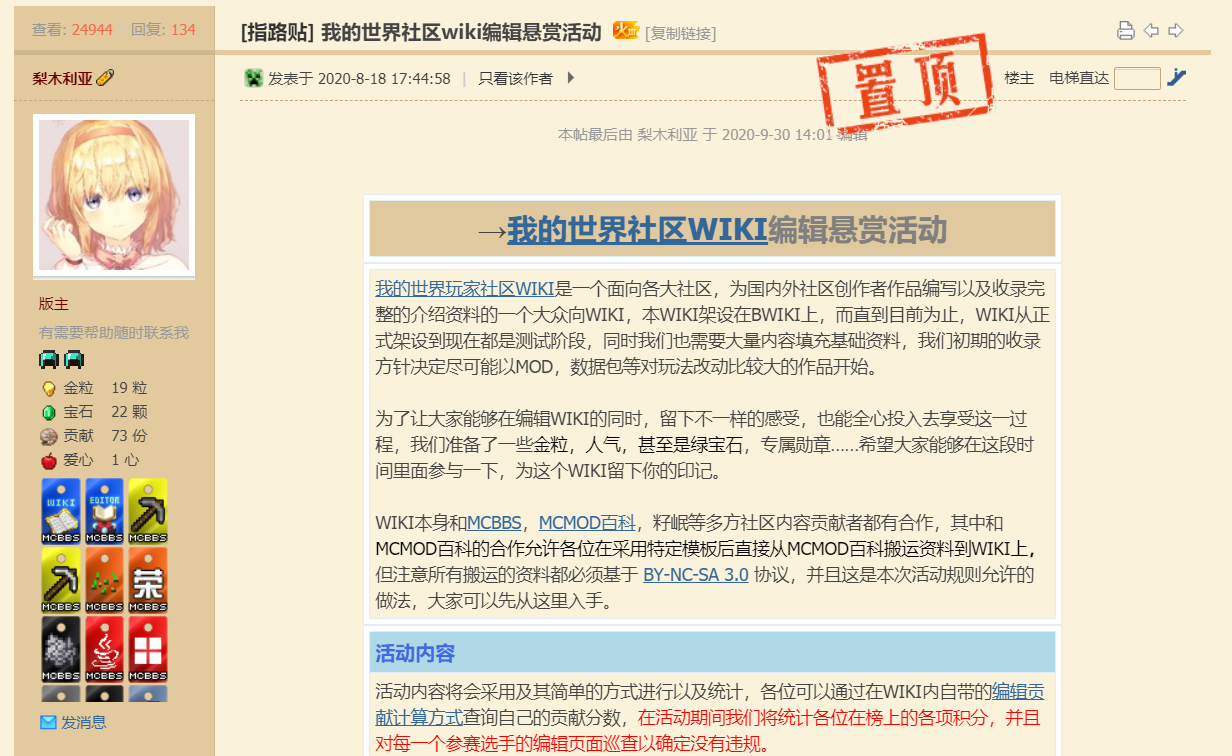 查看: 24944 回复: 134
[指路贴] 我的世界社区wiki编辑悬赏活动 火 [复制链接]
梨木利亚
发表于 2020-8-18 17:44:58 | 只看该作者
置顶
楼主 电梯直达
本帖最后由 梨木利亚 于 2020-9-30 14:01 编辑
→我的世界社区WIKI编辑悬赏活动
我的世界玩家社区WIKI是一个面向各大社区，为国内外社区创作者作品编写以及收录完
整的介绍资料的一个大众向WIKI，本WIKI架设在BWIKI上，而直到目前为止，WIKI从正
式架设到现在都是测试阶段，同时我们也需要大量内容填充基础资料，我们初期的收录
方针决定尽可能以MOD，数据包等对玩法改动比较大的作品开始。
为了让大家能够在编辑WIKI的同时，留下不一样的感受，也能全心投入去享受这一过
程，我们准备了一些金粒，人气，甚至是绿宝石，专属勋章......希望大家能够在这段时
间里面参与一下，为这个WIKI留下你的印记。
WIKI本身和MCBBS，MCMOD百科，籽岷等多方社区内容贡献者都有合作，其中和
MCMOD百科的合作允许各位在采用特定模板后直接从MCMOD百科搬运资料到WIKI上，
但注意所有搬运的资料都必须基于 BY-NC-SA 3.0 协议，并且这是本次活动规则允许的
做法，大家可以先从这里入手。
活动内容
活动内容将会采用及其简单的方式进行以及统计，各位可以通过在WIKI内自带的编辑贡
献计算方式查询自己的贡献分数，在活动期间我们将统计各位在榜上的各项积分，并且
对每一个参赛选手的编辑页面巡查以确定没有违规。
版主
有需要帮助随时联系我
金粒 19 粒
宝石 22 颗
贡献 73 份
爱心 1 心
WIKI EDITOR
MCBBS MCBBS MCBBS
荣
MCBBS MCBBS MCBBS
MCBBS MCBBS MCBBS
发消息